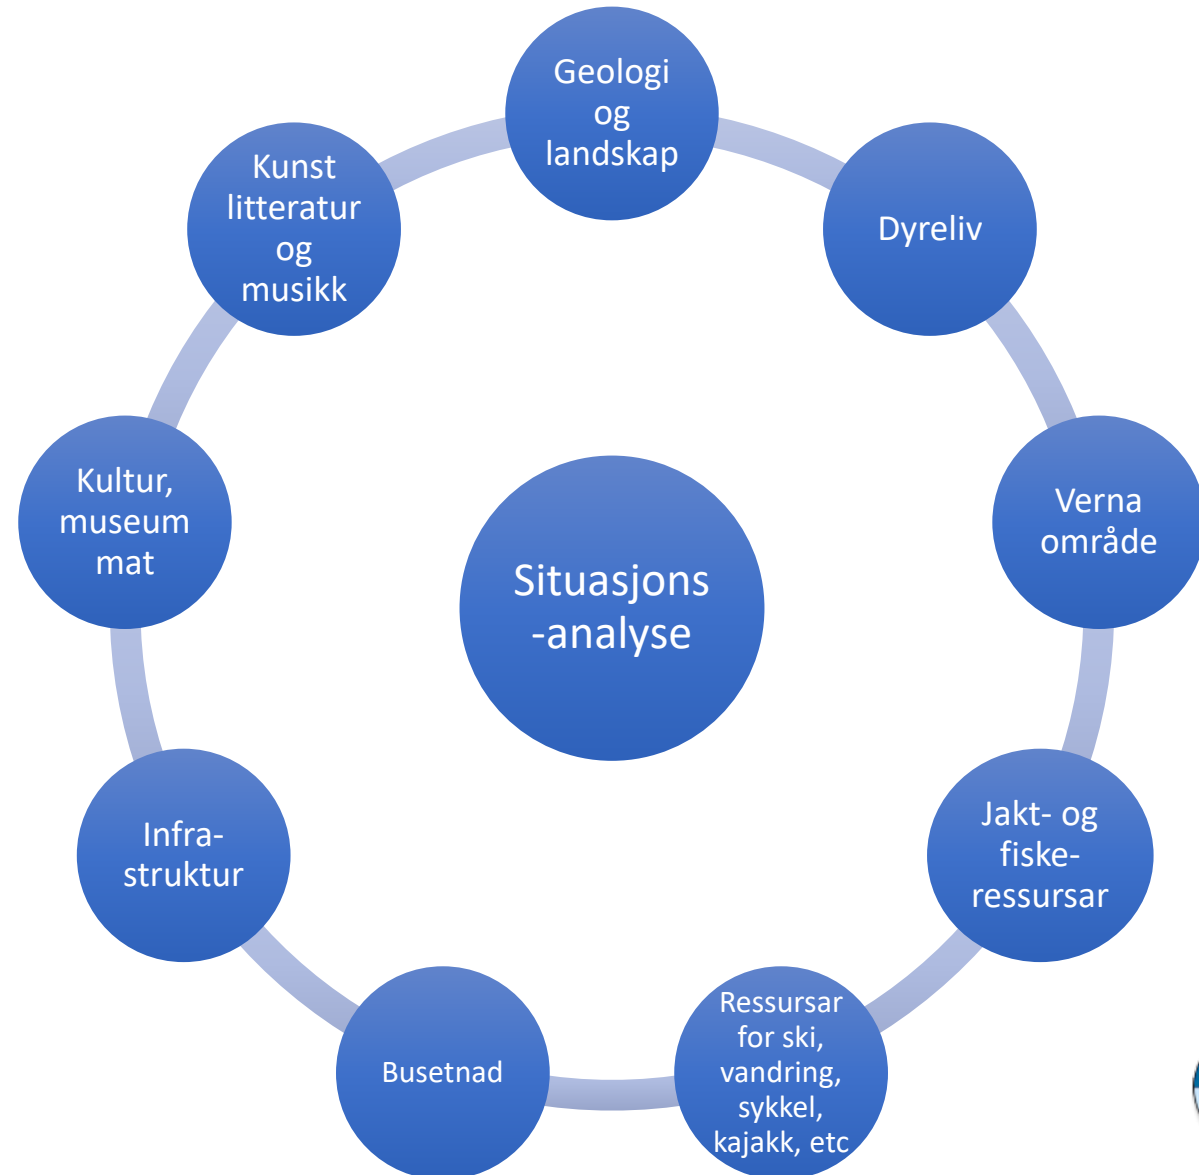 Geologi
og
landskap
Dyreliv
Verna
område
Jakt- og
fiske-
ressursar
Ressursar
for ski,
vandring,
sykkel,
kajakk, etc
Busetnad
Infra-
struktur
Kultur,
museum
mat
Kunst
litteratur
og
musikk
Situasjons
-analyse